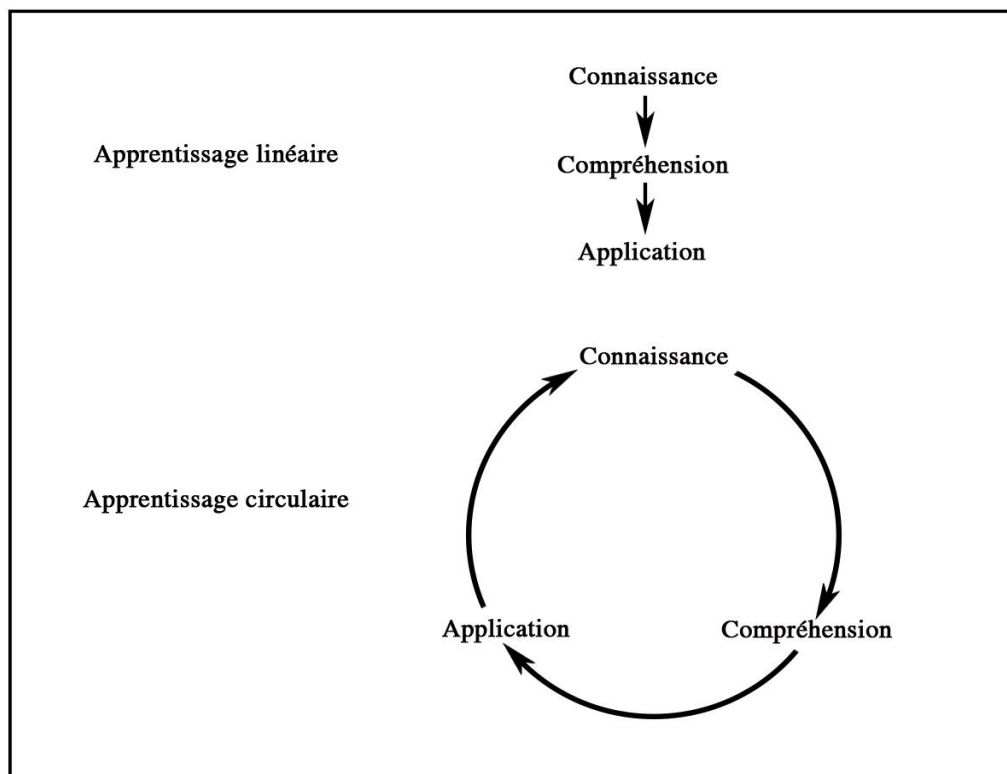 Connaissance
Apprentissage linéaire
Compréhension
Application
Connaissance
Apprentissage circulaire
Application
Compréhension